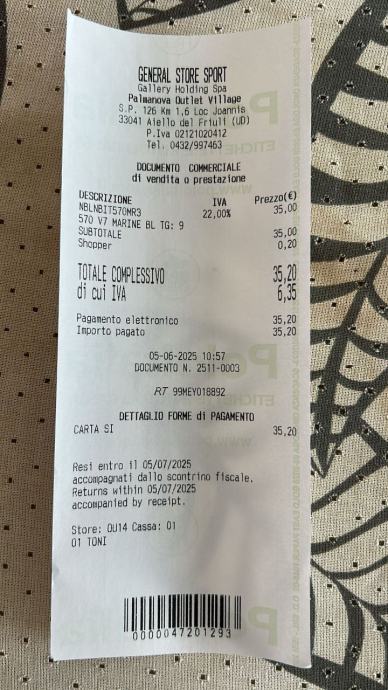 GENERAL STORE SPORT
Gallery Holding Spa
Palmanova Outlet Village
S.P. 126 Km 1,6 Loc Joannis
33041 Aiello del Friuli (UD)
P.Iva 02121020412
Tel. 0432/997463
DOCUMENTO COMMERCIALE
di vendita o prestazione
DESCRIZIONE IVA Prezzo(€)
NBLNBIT570MR3 22,00% 35,00
570 V7 MARINE BL TG: 9
SUBTOTALE 35,00
Shopper 0,20
TOTALE COMPLESSIVO 35,20
di cui IVA 6,35
Pagamento elettronico 35,20
Importo pagato 35,20
05-06-2025 10:57
DOCUMENTO N. 2511-0003
RT 99MEY018892
DETTAGLIO FORME di PAGAMENTO
CARTA SI 35,20
Resi entro il 05/07/2025
accompagnati dallo scontrino fiscale.
Returns within 05/07/2025
accompanied by receipt.
Store: OU14 Cassa: 01
01 TONI
0000047201293